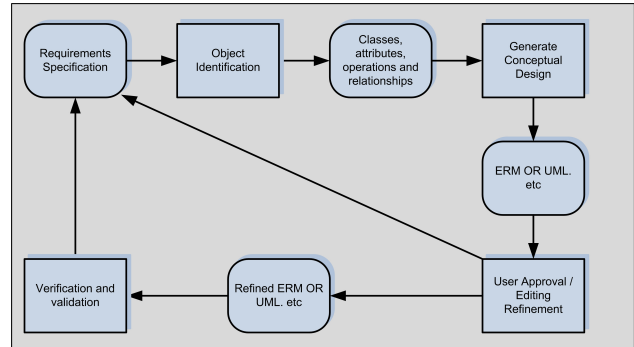 Requirements
Specification
Object
Identification
Classes,
attributes,
operations and
relationships
Generate
Conceptual
Design
ERM OR UML.
etc
User Approval /
Editing
Refinement
Refined ERM OR
UML. etc
Verification and
validation